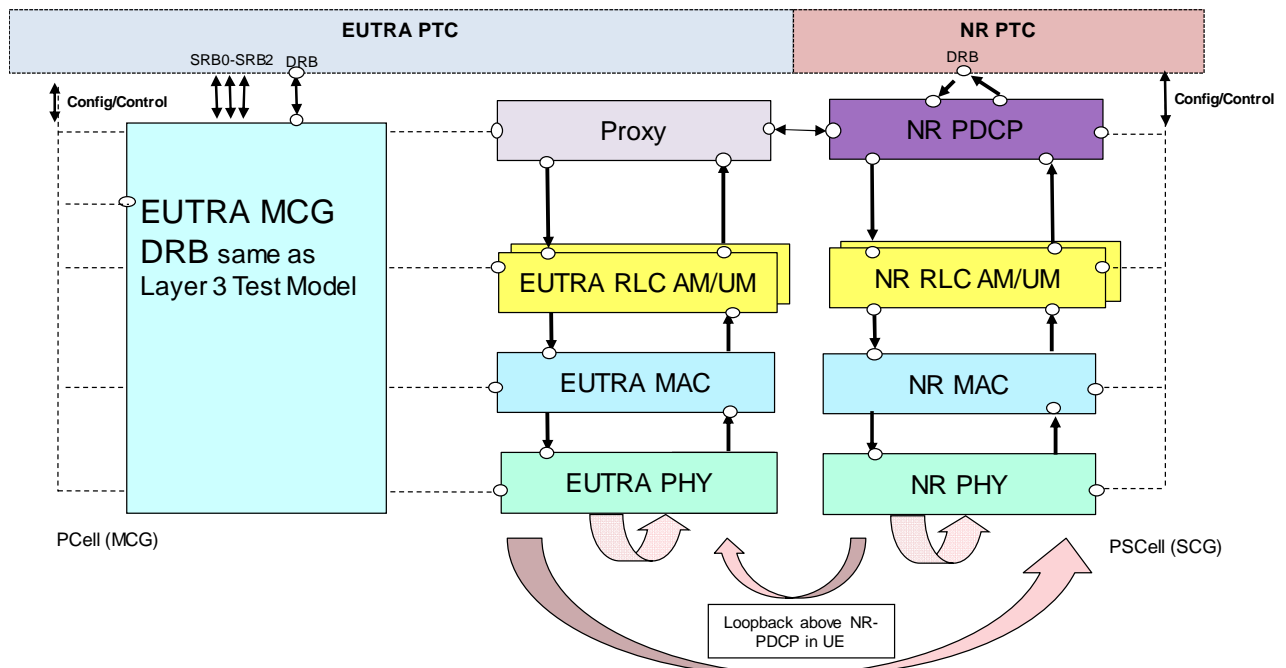 EUTRA PTC
NR PTC
SRB0-SRB2
DRB
DRB
Config/Control
Config/Control
Proxy
NR PDCP
EUTRA MCG
DRB same as
Layer 3 Test Model
EUTRA RLC AM/UM
NR RLC AM/UM
EUTRA MAC
NR MAC
EUTRA PHY
NR PHY
PCell (MCG)
PSCell (SCG)
Loopback above NR-
PDCP in UE